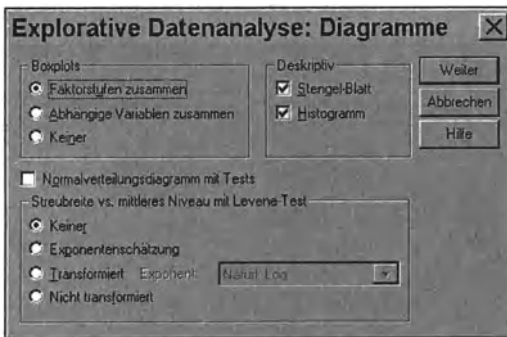 Explorative Datenanalyse: Diagramme
Boxplots
Faktorstufen zusammen
Abhängige Variablen zusammen
Keiner
Deskriptiv
Stengel-Blatt
Histogramm
Weiter
Abbrechen
Hilfe
Normalverteilungsdiagramm mit Tests
Streubreite vs. mittleres Niveau mit Levene-Test
Keiner
Exponentenschätzung
Transformiert Exponent: Natürl. Log
Nicht transformiert